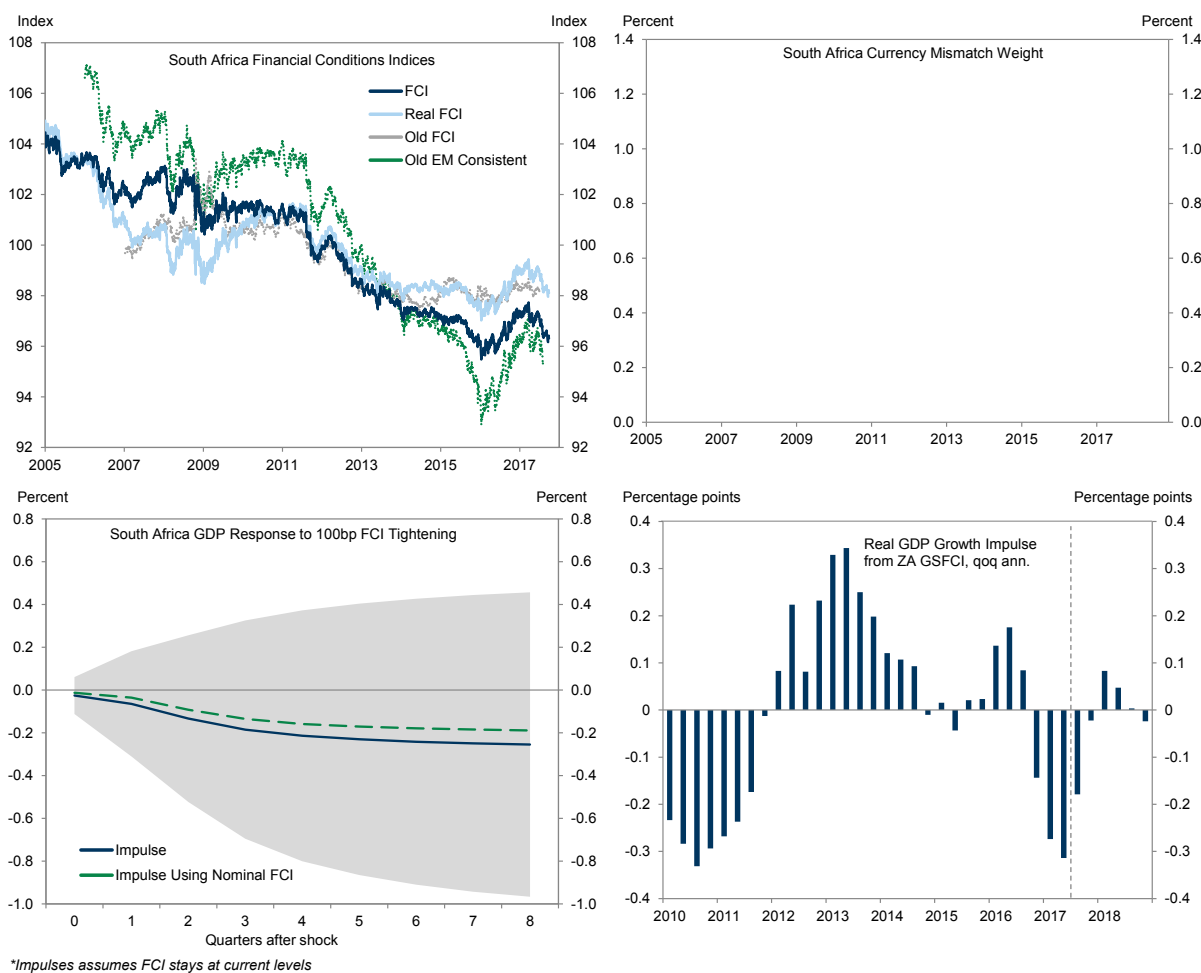 Index
Index
South Africa Financial Conditions Indices
FCI
Real FCI
Old FCI
Old EM Consistent
108
106
104
102
100
98
96
94
92
108
106
104
102
100
98
96
94
92
2005 2007 2009 2011 2013 2015 2017
Percent
Percent
South Africa Currency Mismatch Weight
1.4
1.2
1.0
0.8
0.6
0.4
0.2
0.0
1.4
1.2
1.0
0.8
0.6
0.4
0.2
0.0
2005 2007 2009 2011 2013 2015 2017
Percent
Percent
South Africa GDP Response to 100bp FCI Tightening
0.8
0.6
0.4
0.2
0.0
-0.2
-0.4
-0.6
-0.8
-1.0
0.8
0.6
0.4
0.2
0.0
-0.2
-0.4
-0.6
-0.8
-1.0
Impulse
Impulse Using Nominal FCI
0 1 2 3 4 5 6 7 8
Quarters after shock
Percentage points
Percentage points
Real GDP Growth Impulse
from ZA GSFCI, qoq ann.
0.4
0.3
0.2
0.1
0
-0.1
-0.2
-0.3
-0.4
0.4
0.3
0.2
0.1
0
-0.1
-0.2
-0.3
-0.4
2010 2011 2012 2013 2014 2015 2016 2017 2018
*Impulses assumes FCI stays at current levels